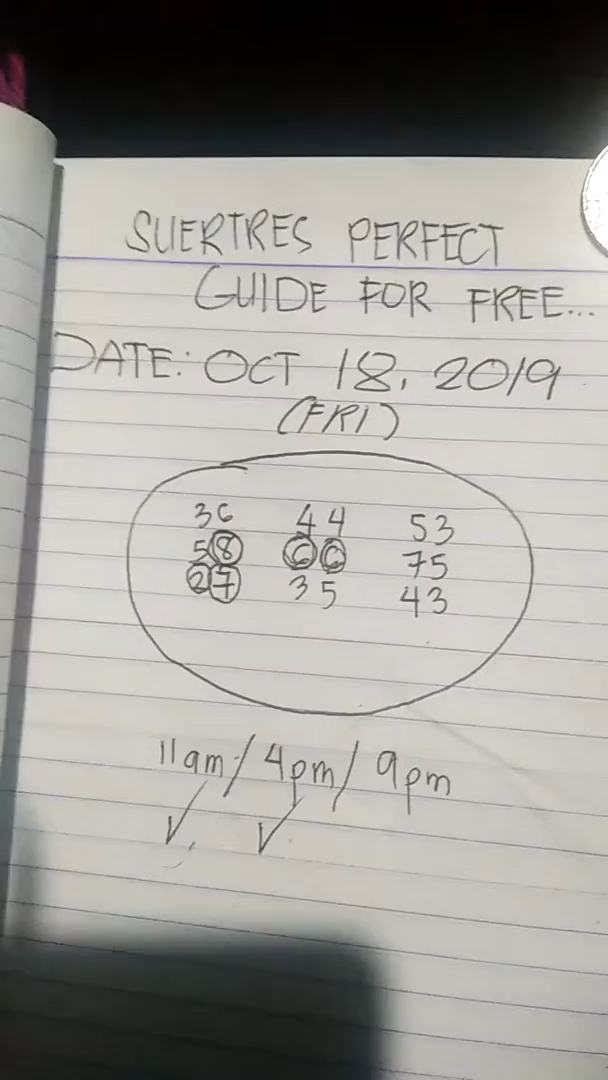 SUERTRES PERFECT
GUIDE FOR FREE...
DATE: OCT 18, 2019
(FRI)
36 44 53
58 66 75
27 35 43
11am/4pm/9pm